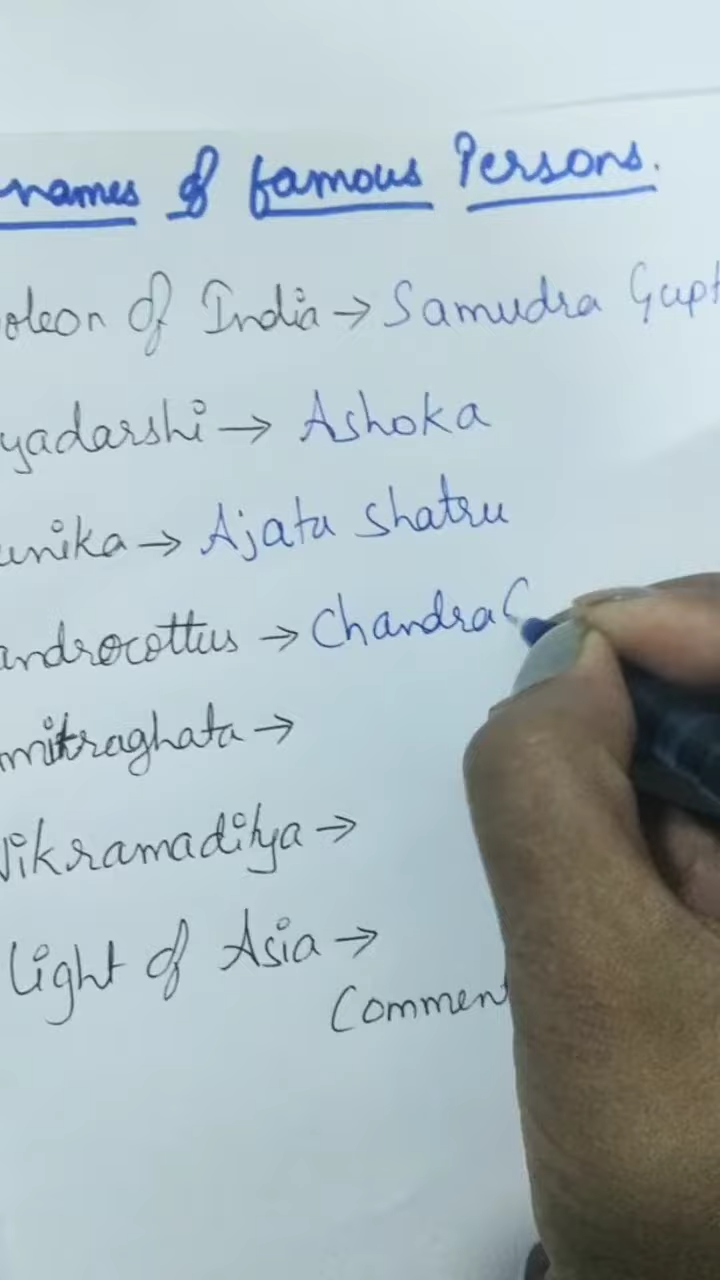 names of famous Persons.
oleon of India → Samudra Gupt
yadarshi → Ashoka
unika → Ajata Shatru
androcottus → Chandra G
mitraghata →
Vikramaditya →
Light of Asia →
Commen